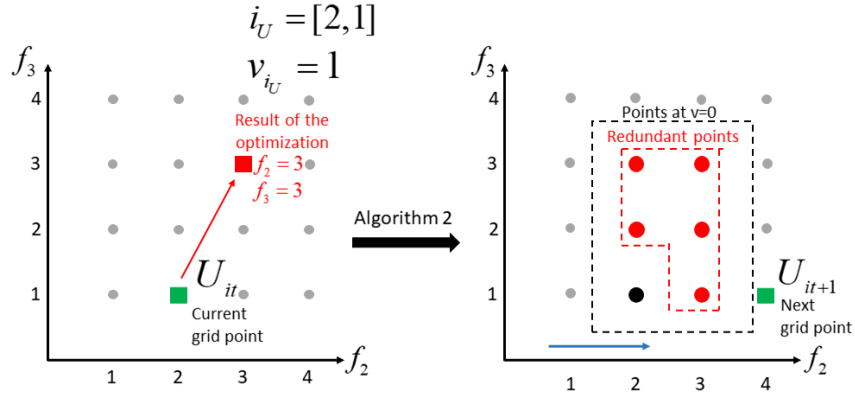 i_U = [2,1]
v_{i_U} = 1
f_3
4
3
2
1
Result of the
optimization
f_2 = 3
f_3 = 3
U_{it}
Current
grid point
1 2 3 4
f_2
Algorithm 2
f_3
4
3
2
1
Points at v=0
Redundant points
U_{it+1}
Next
grid point
1 2 3 4
f_2